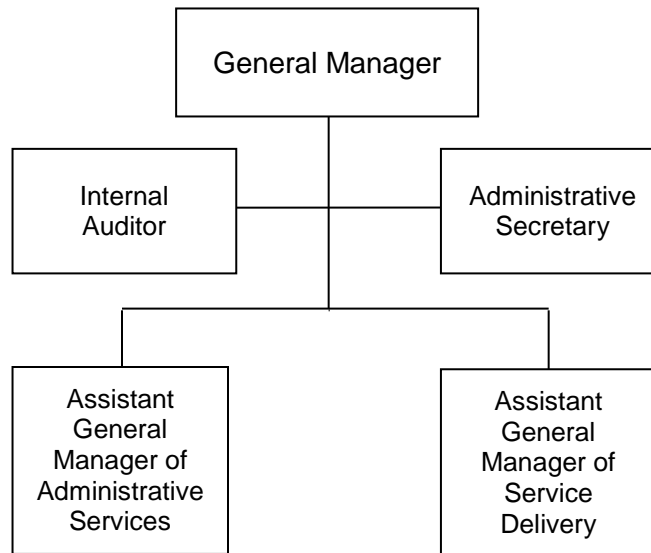 General Manager
Internal
Auditor
Administrative
Secretary
Assistant
General
Manager of
Administrative
Services
Assistant
General
Manager of
Service
Delivery